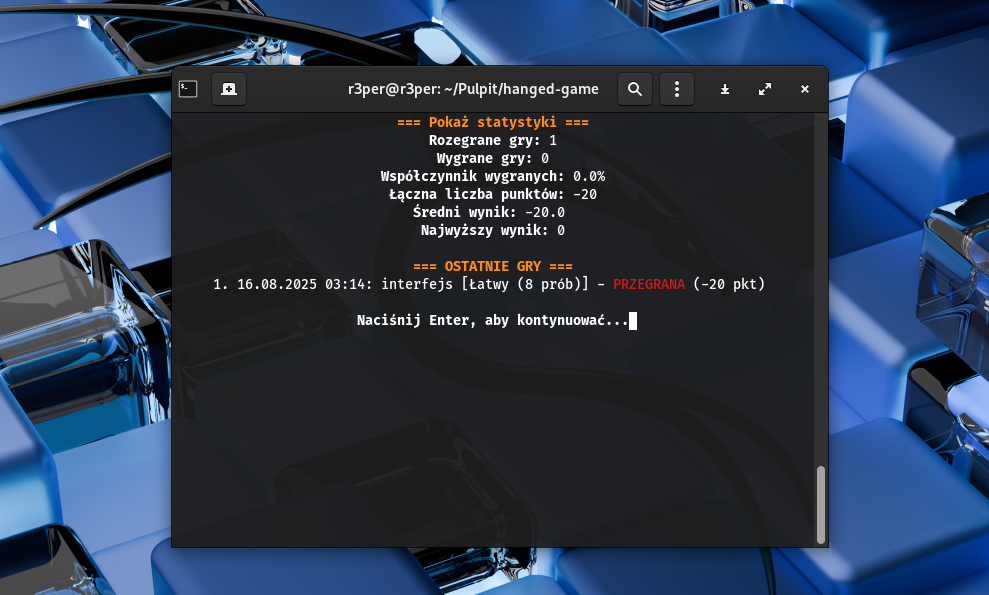 r3per@r3per: ~/Pulpit/hanged-game
=== Pokaż statystyki ===
Rozegrane gry: 1
Wygrane gry: 0
Współczynnik wygranych: 0.0%
Łączna liczba punktów: -20
Średni wynik: -20.0
Najwyższy wynik: 0
=== OSTATNIE GRY ===
1. 16.08.2025 03:14: interfejs [Łatwy (8 prób)] - PRZEGRANA (-20 pkt)
Naciśnij Enter, aby kontynuować...